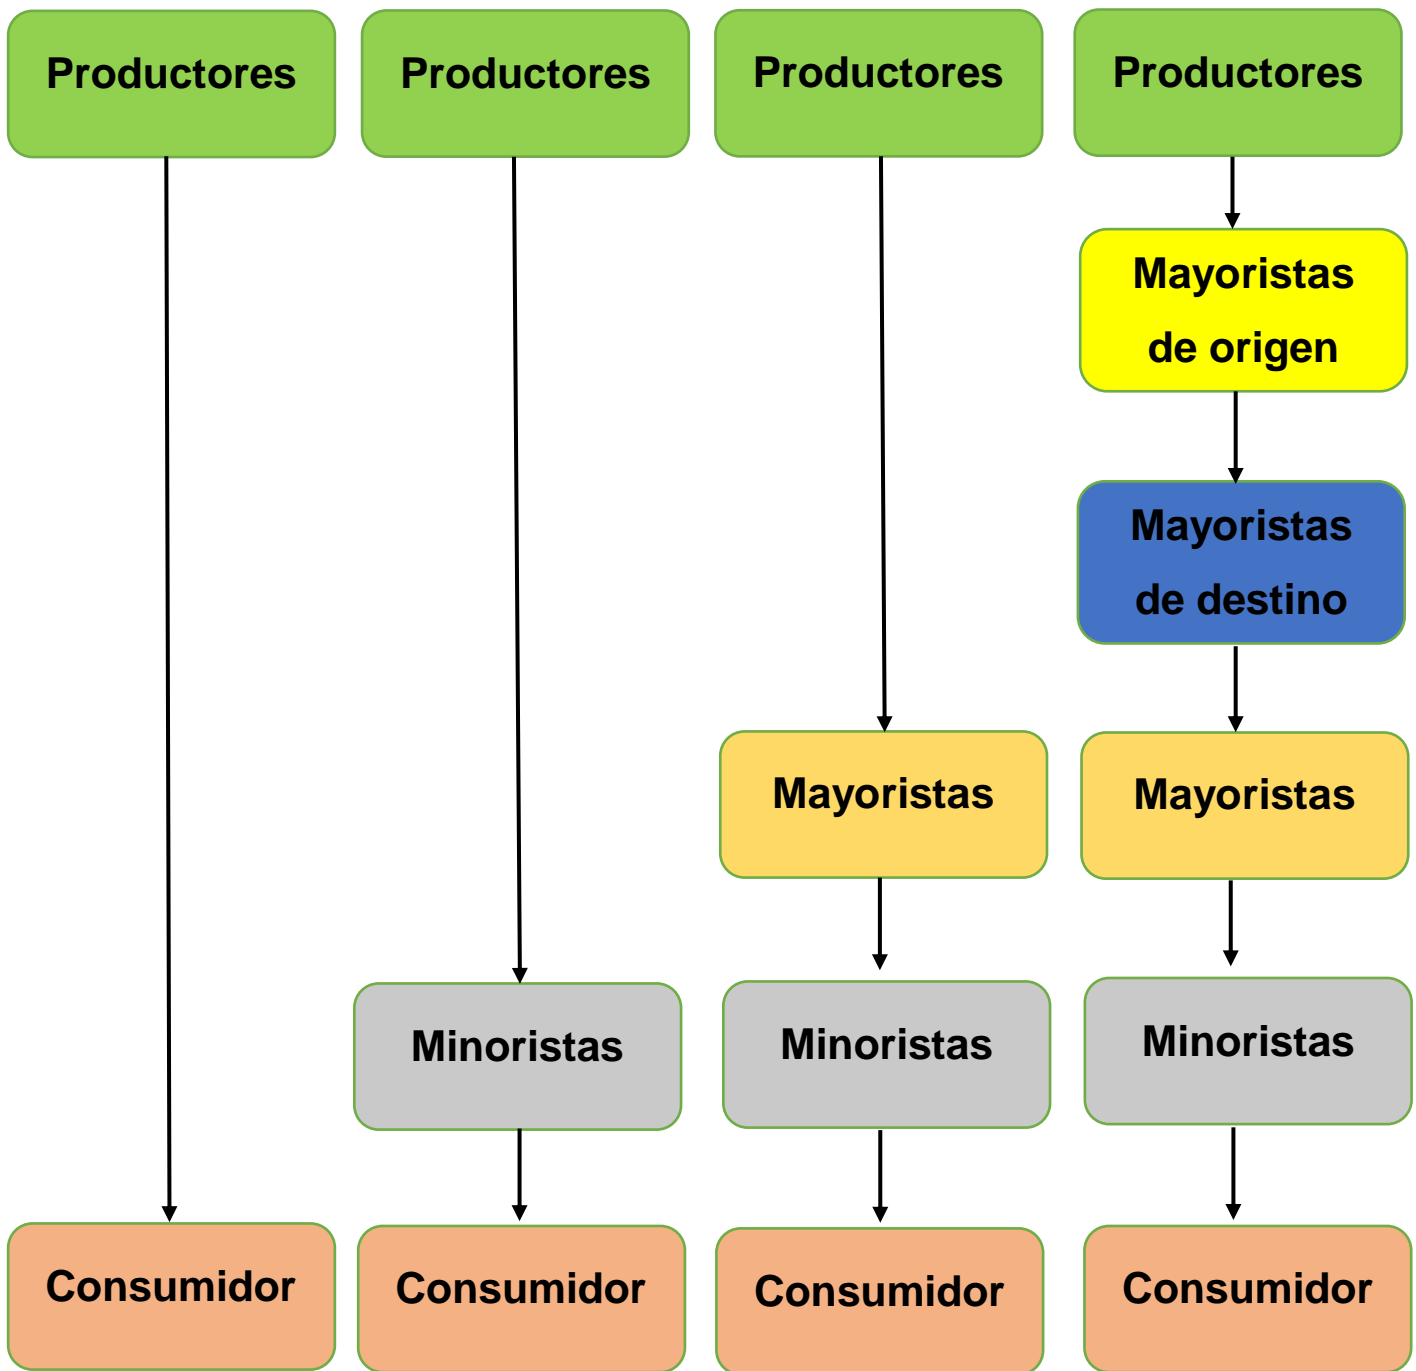 Productores
Productores
Productores
Productores
Mayoristas
de origen
Mayoristas
de destino
Mayoristas
Mayoristas
Minoristas
Minoristas
Minoristas
Consumidor
Consumidor
Consumidor
Consumidor